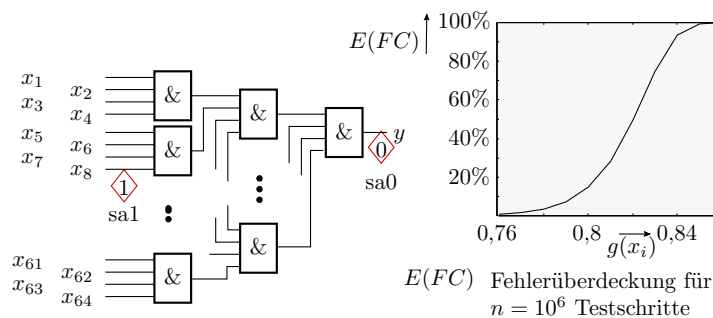 x1
x2
x3
x4
x5
x6
x7
x8
1
sa1
x61
x62
x63
x64
&
&
&
&
&
&
y
0
sa0
E(FC)
100%
80%
60%
40%
20%
0,76
0,8
0,84
g(xi)
E(FC) Fehlerüberdeckung für
n = 10^6 Testschritte